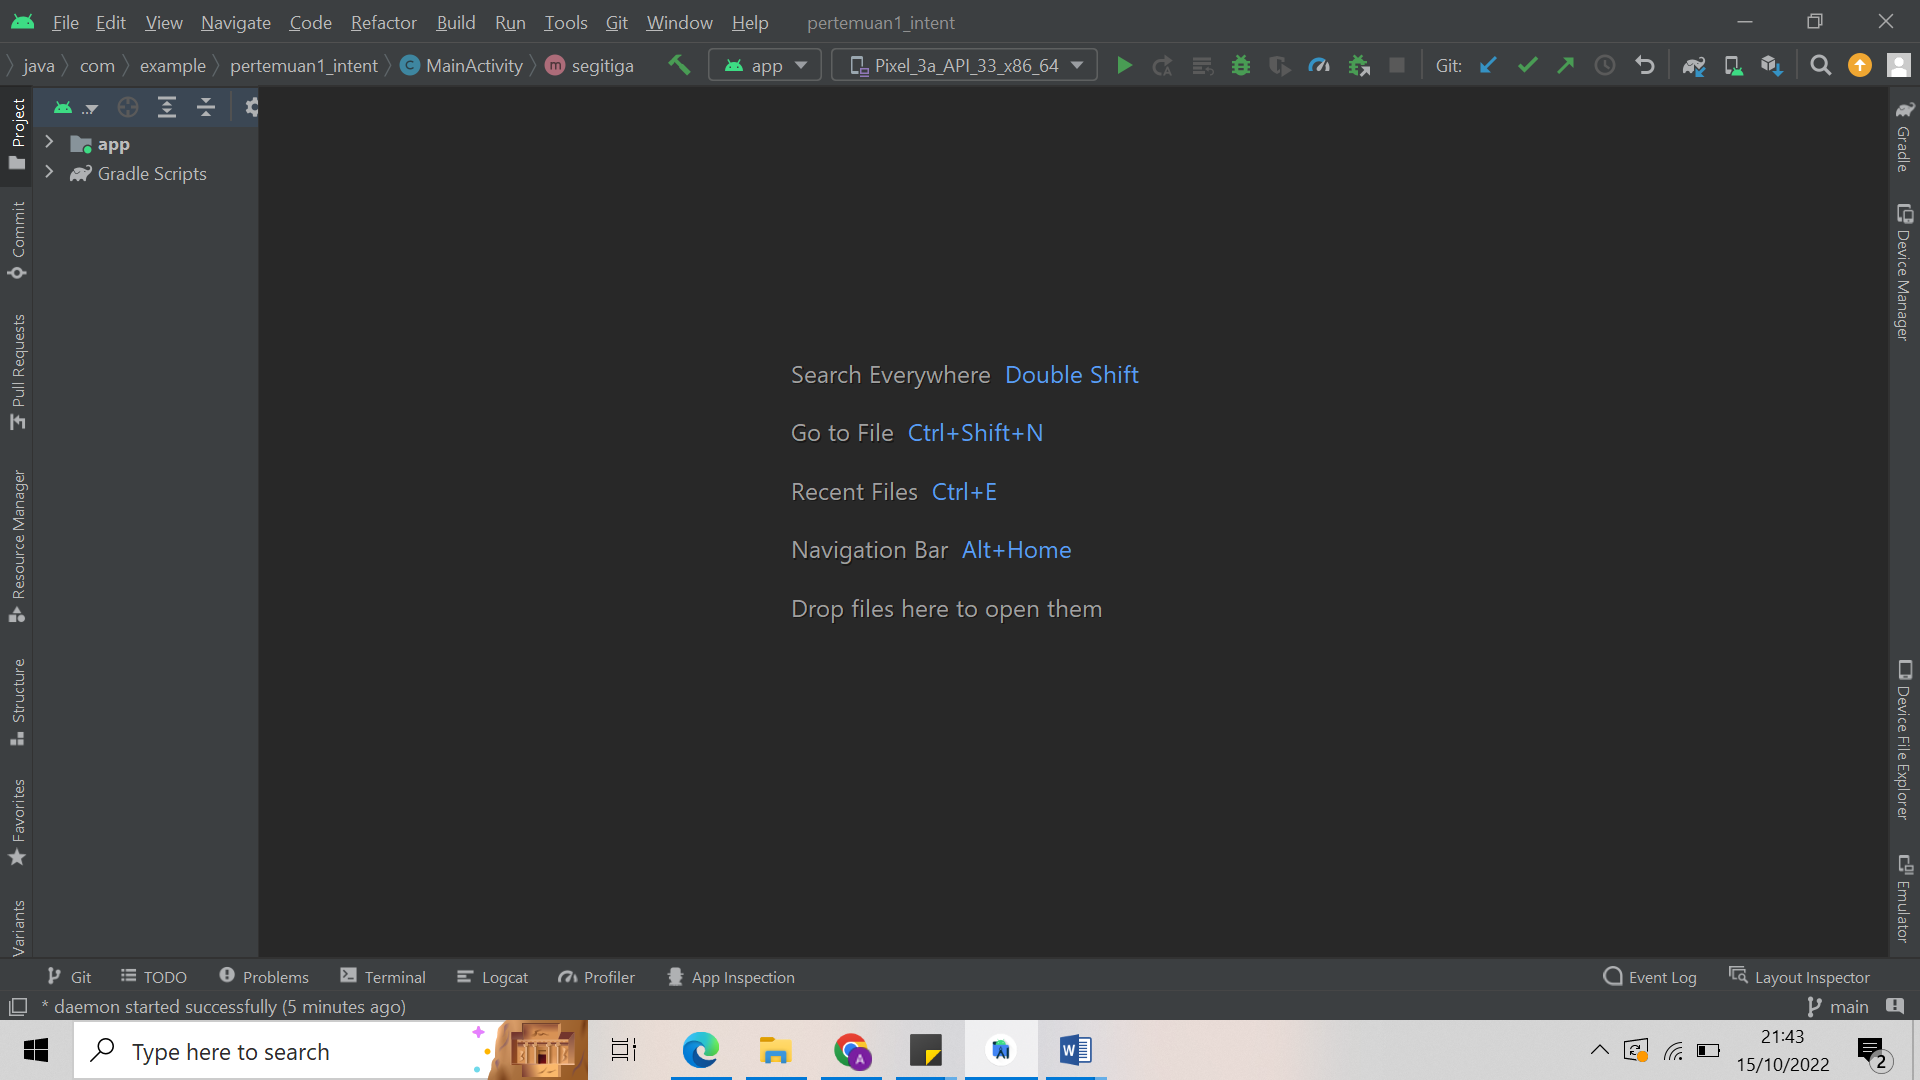 File Edit View Navigate Code Refactor Build Run Tools Git Window Help pertemuan1_intent
java com example pertemuan1_intent C MainActivity m segitiga app Pixel_3a_API_33_x86_64 Git:
Project
Commit
Pull Requests
Resource Manager
Structure
Favorites
Variants
app
Gradle Scripts
Search Everywhere Double Shift
Go to File Ctrl+Shift+N
Recent Files Ctrl+E
Navigation Bar Alt+Home
Drop files here to open them
Gradle
Device Manager
Device File Explorer
Emulator
Git TODO Problems Terminal Logcat Profiler App Inspection Event Log Layout Inspector
* daemon started successfully (5 minutes ago) main
Type here to search
A
W
21:43
15/10/2022
2